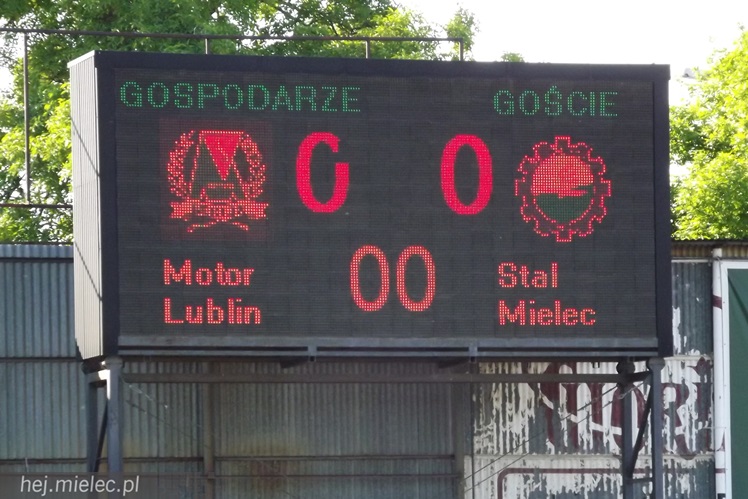 GOSPODARZE GOŚCIE
0 0
Motor
Lublin
00
Stal
Mielec
hej.mielec.pl